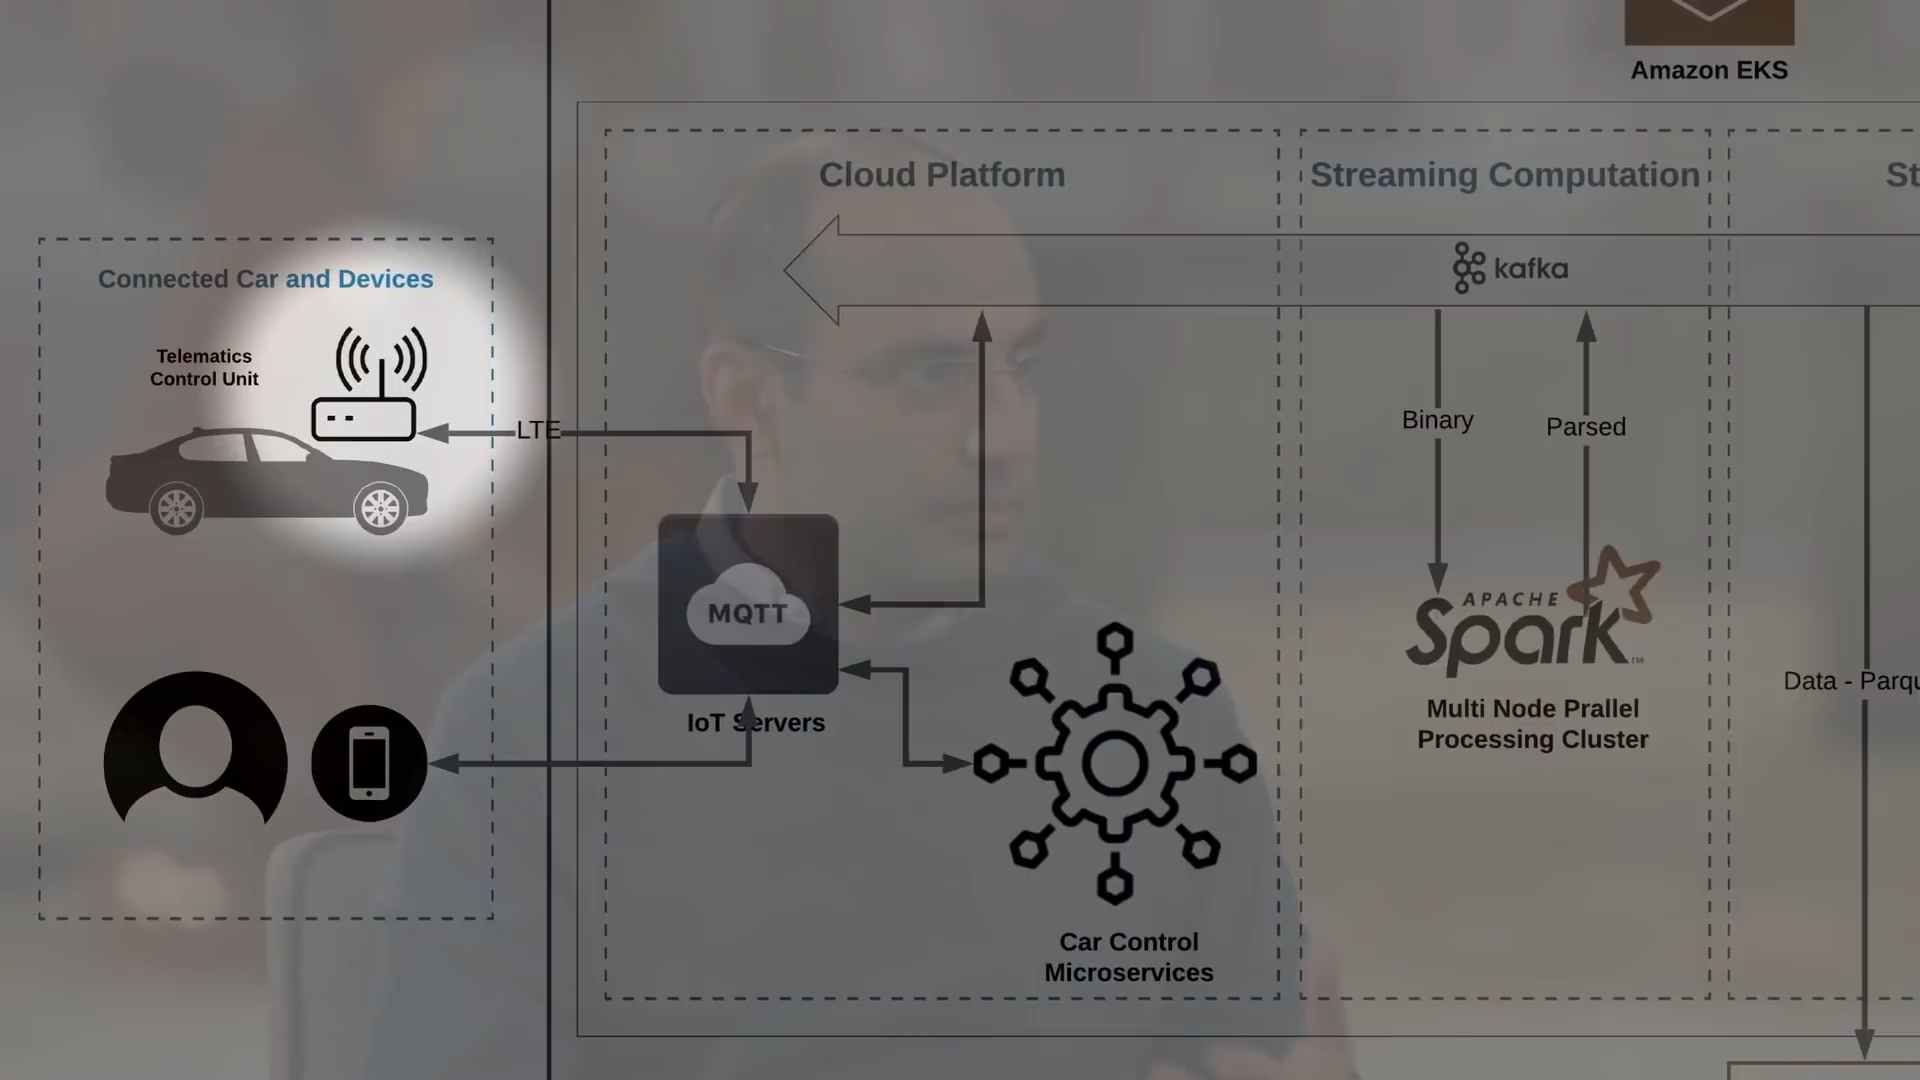 Amazon EKS
Cloud Platform
Streaming Computation
St
Connected Car and Devices
kafka
Telematics
Control Unit
LTE
Binary
Parsed
MQTT
APACHE
Spark™
IoT Servers
Data - Parqu
Multi Node Prallel
Processing Cluster
Car Control
Microservices